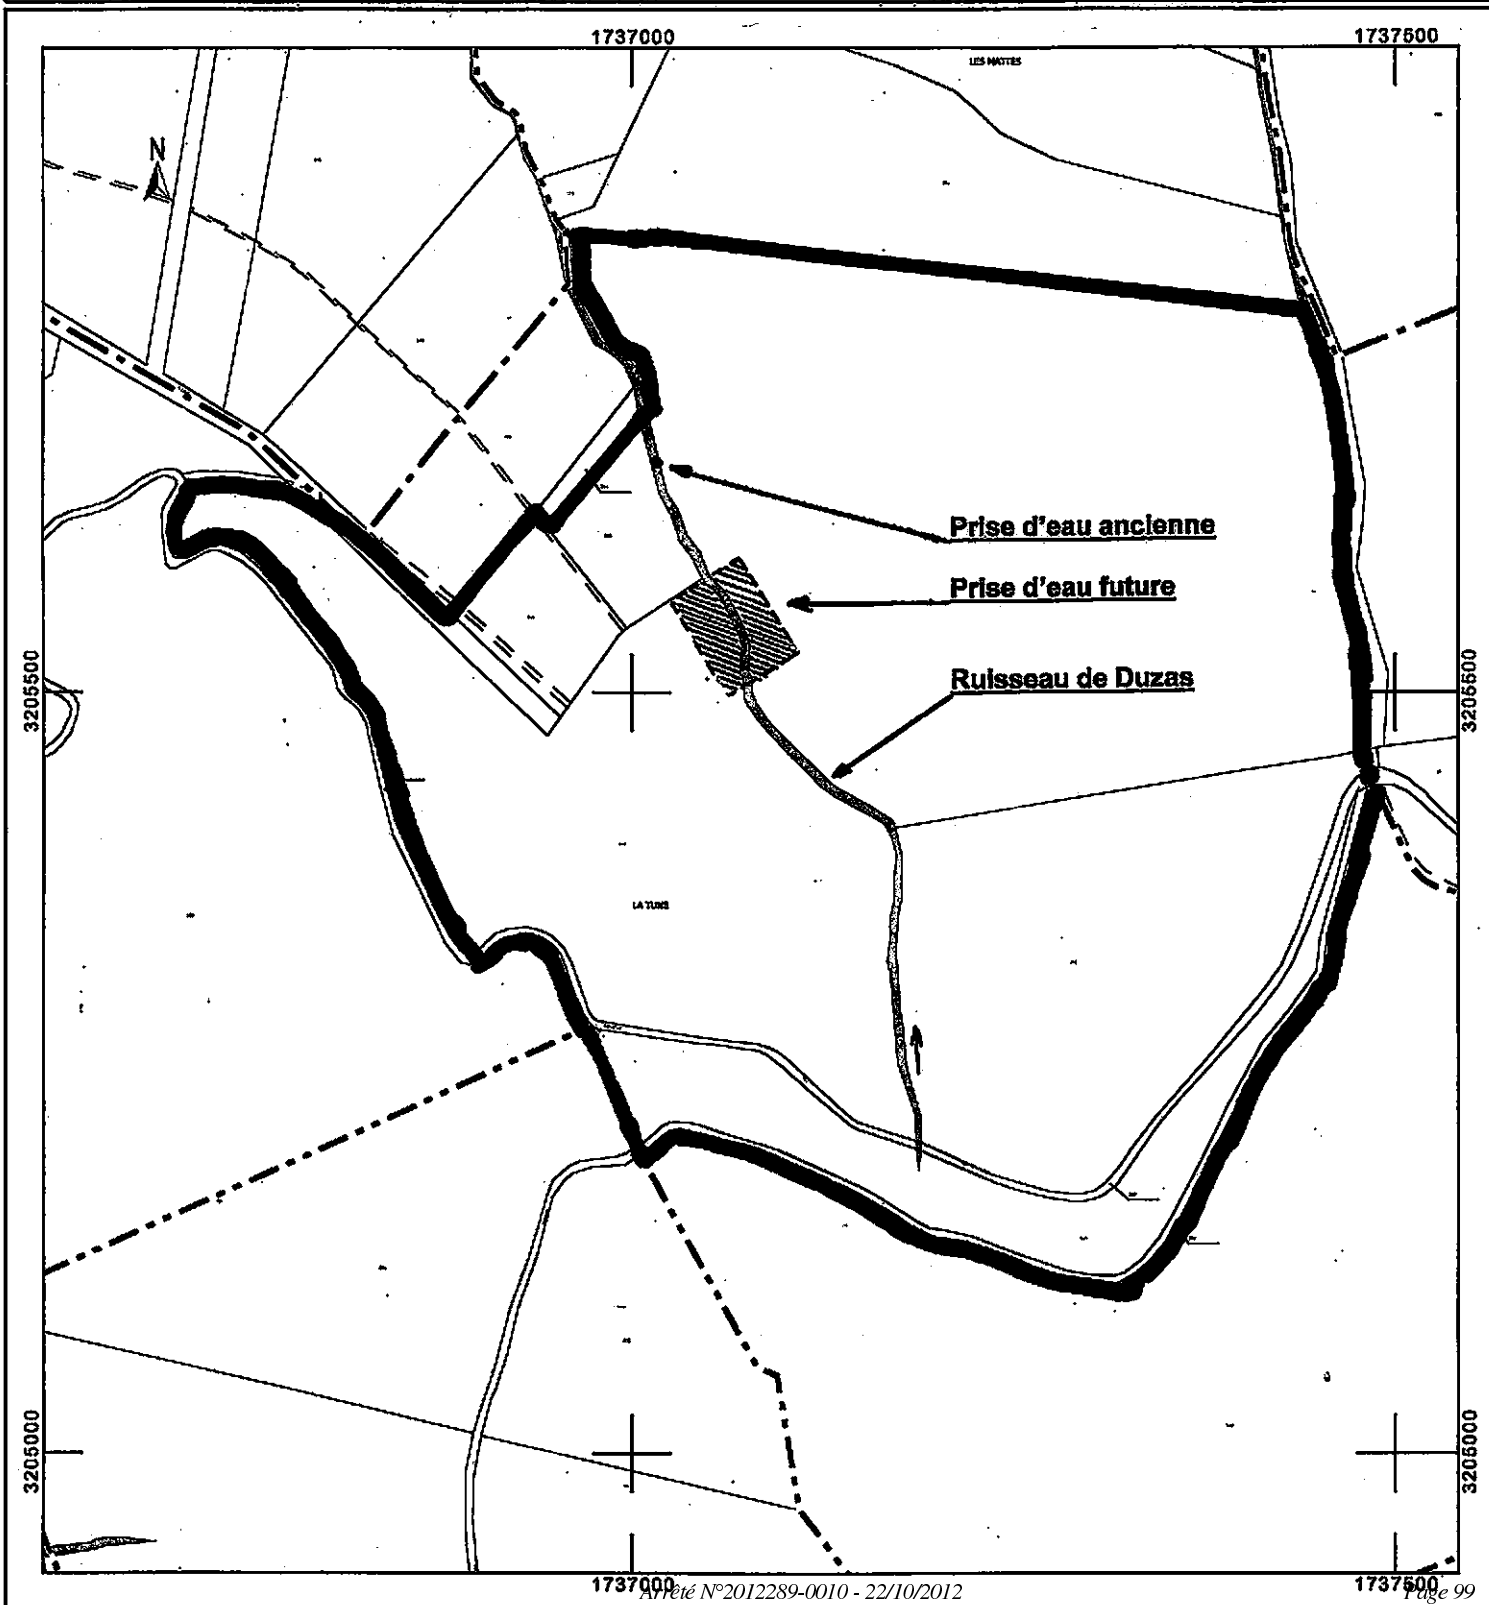 1737000 1737500
LES MATTES
N
Prise d'eau ancienne
Prise d'eau future
3205500 3205500
Ruisseau de Duzas
LA TUNE
3205000 3205000
1737000 1737500
Arrêté N°2012289-0010 - 22/10/2012 Page 99